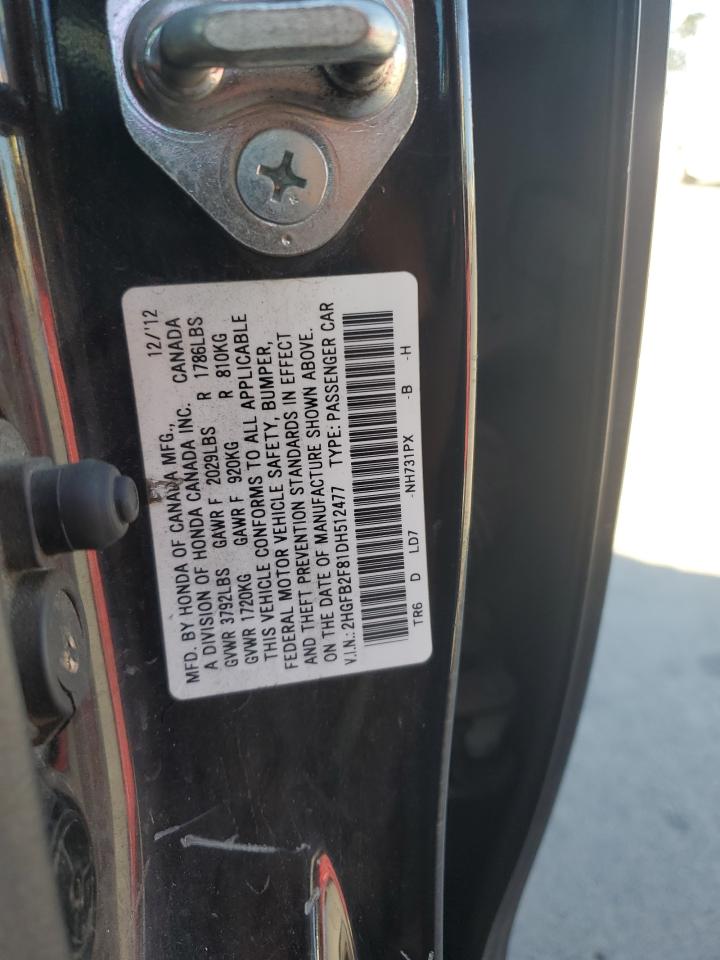 MFD. BY HONDA OF CANADA MFG., 12/'12
A DIVISION OF HONDA CANADA INC. CANADA
GVWR 3792LBS GAWR F 2029LBS R 1786LBS
GVWR 1720KG GAWR F 920KG R 810KG
THIS VEHICLE CONFORMS TO ALL APPLICABLE
FEDERAL MOTOR VEHICLE SAFETY, BUMPER,
AND THEFT PREVENTION STANDARDS IN EFFECT
ON THE DATE OF MANUFACTURE SHOWN ABOVE.
V.I.N.: 2HGFB2F81DH512477 TYPE: PASSENGER CAR
TR6 D LD7 -NH731PX -B -H